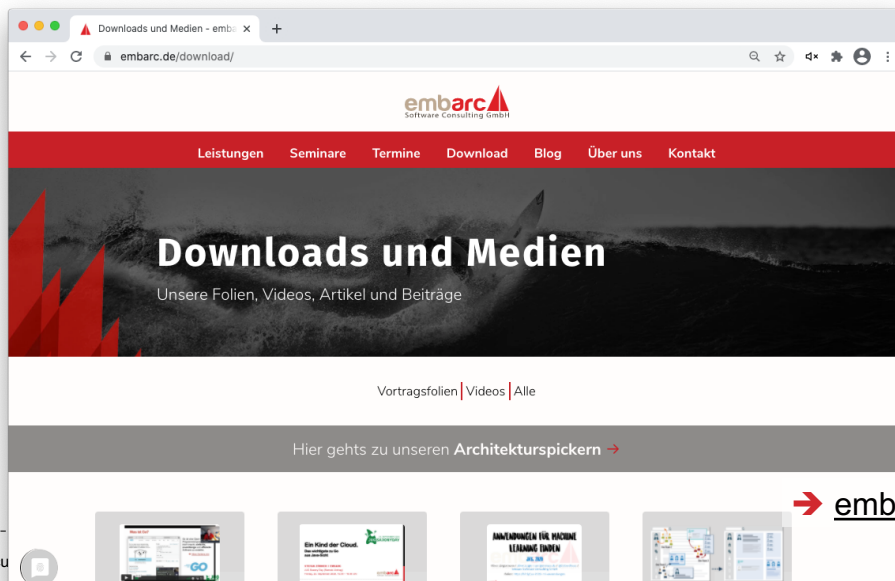 Downloads und Medien - emba
embarc.de/download/
embarc
Software Consulting GmbH
Leistungen Seminare Termine Download Blog Über uns Kontakt
Downloads und Medien
Unsere Folien, Videos, Artikel und Beiträge
Vortragsfolien Videos Alle
Hier gehts zu unseren Architekturspickern →
➔ emb
u
GO
Ein Kind der Cloud.
ANWENDUNGEN FÜR MACHINE
LEARNING FINDEN